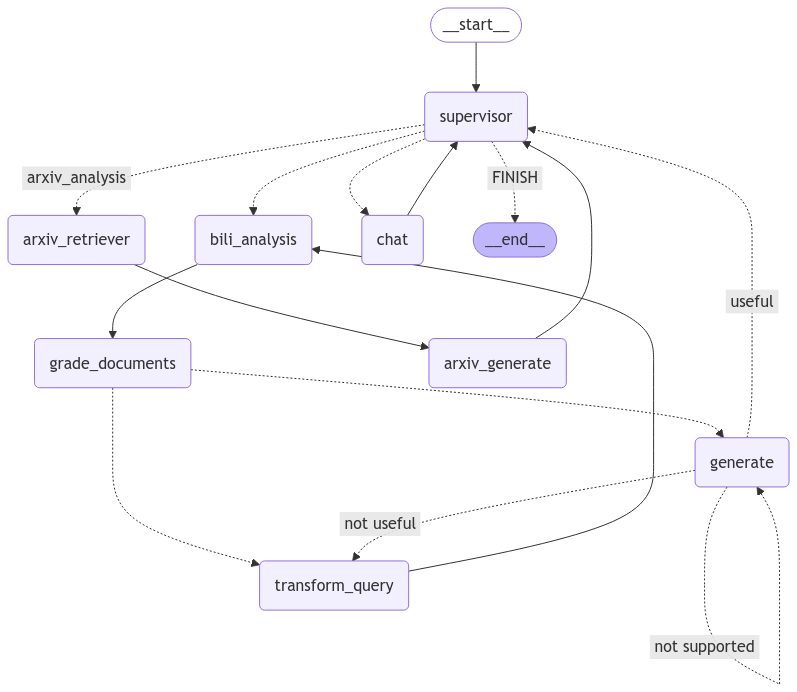 __start__
supervisor
arxiv_analysis
FINISH
arxiv_retriever
bili_analysis
chat
__end__
useful
grade_documents
arxiv_generate
generate
not useful
transform_query
not supported